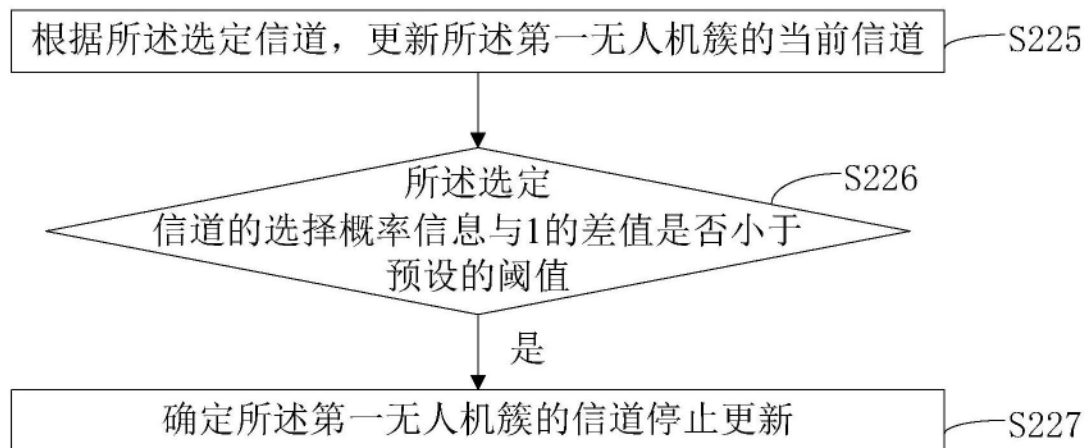 根据所述选定信道，更新所述第一无人机簇的当前信道
S225
所述选定
信道的选择概率信息与1的差值是否小于
预设的阈值
S226
是
确定所述第一无人机簇的信道停止更新
S227